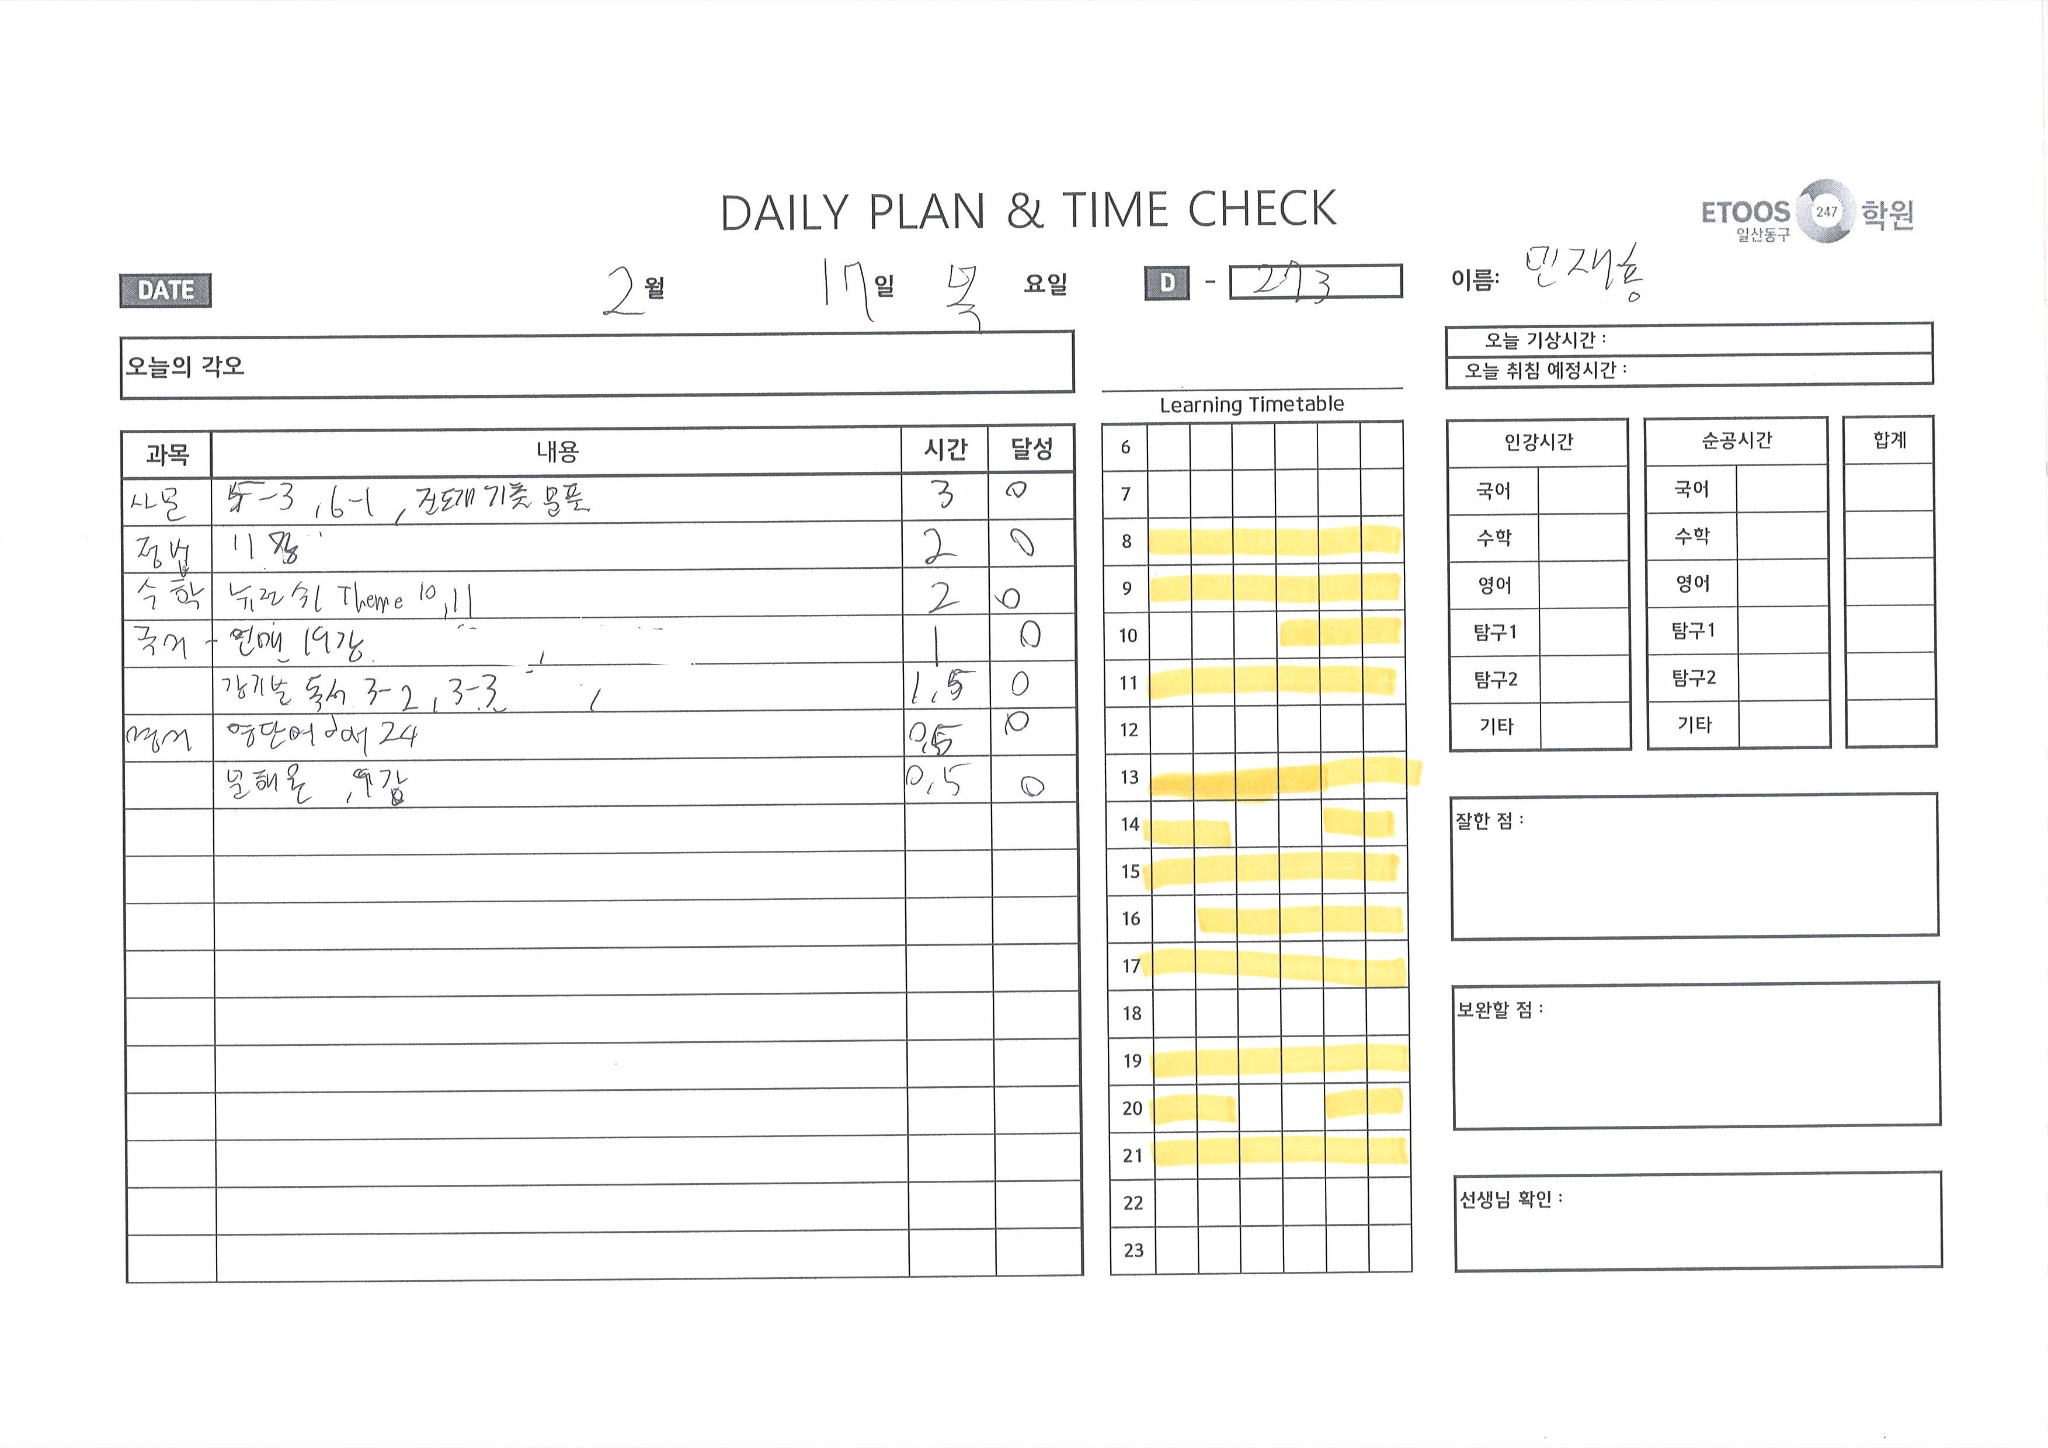 DAILY PLAN & TIME CHECK
ETOOS 247 학원
일산동구
DATE 2월 17일 목요일 D - 273 이름: 민재홍
오늘의 각오
오늘 기상시간 :
오늘 취침 예정시간 :
Learning Timetable
과목 내용 시간 달성
사문 5-3, 6-1, 진도개 기출 문풀 3 0
정법 11장 2 0
수학 뉴런 수1 Theme 10, 11 2 0
국어 - 언매 19강 1 0
강기분 독서 3-2, 3-3 1.5 0
영어 영단어 day 24 0.5 0
문해온, 9강 0.5 0
6
7
8
9
10
11
12
13
14
15
16
17
18
19
20
21
22
23
인강시간 순공시간 합계
국어 국어
수학 수학
영어 영어
탐구1 탐구1
탐구2 탐구2
기타 기타
잘한 점 :
보완할 점 :
선생님 확인 :